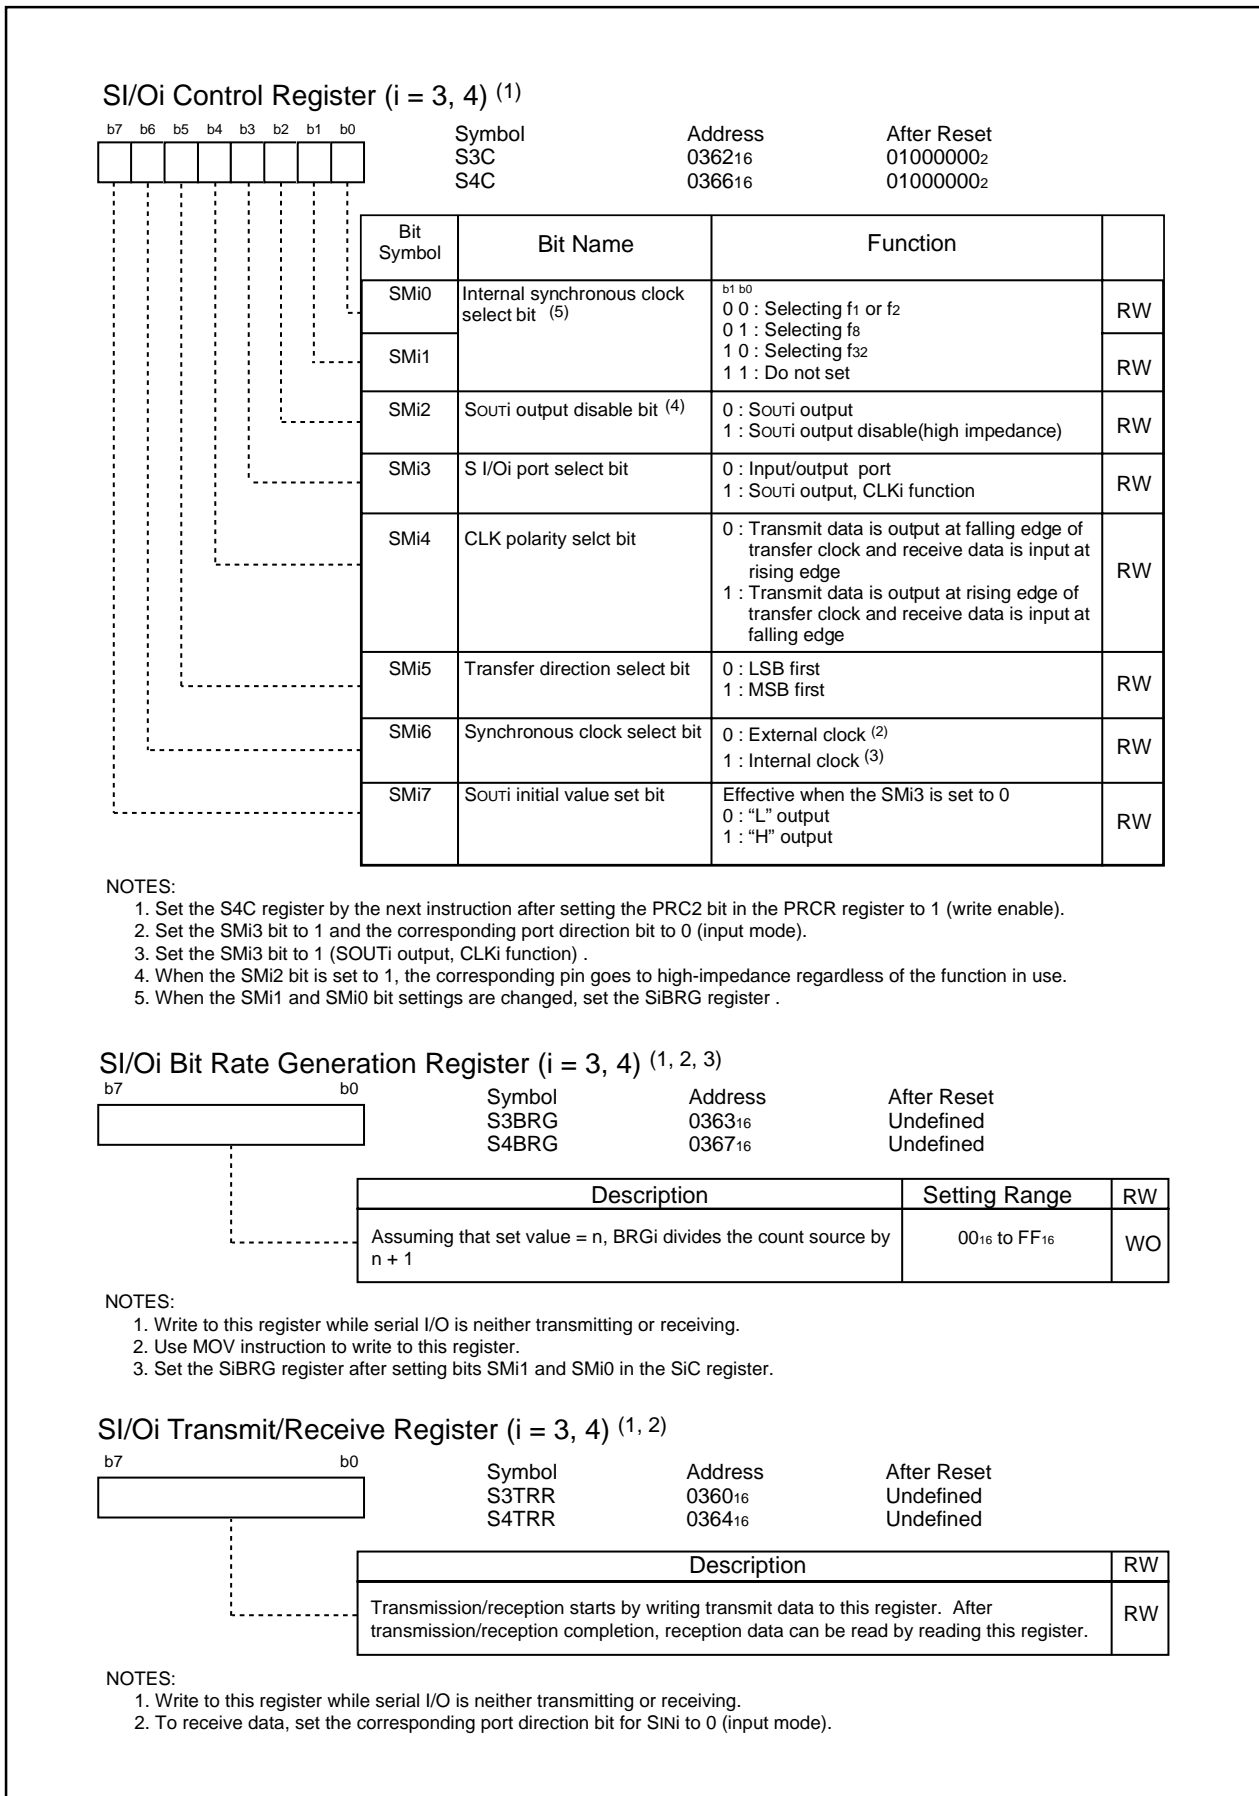 SI/Oi Control Register (i = 3, 4) (1)
b7 b6 b5 b4 b3 b2 b1 b0
Symbol Address After Reset
S3C 036216 010000002
S4C 036616 010000002
Bit Symbol Bit Name Function
SMi0 Internal synchronous clock select bit (5) b1 b0 RW
0 0 : Selecting f1 or f2
0 1 : Selecting f8
SMi1 1 0 : Selecting f32 RW
1 1 : Do not set
SMi2 SOUTi output disable bit (4) 0 : SOUTi output RW
1 : SOUTi output disable(high impedance)
SMi3 S I/Oi port select bit 0 : Input/output port RW
1 : SOUTi output, CLKi function
SMi4 CLK polarity selct bit 0 : Transmit data is output at falling edge of RW
transfer clock and receive data is input at
rising edge
1 : Transmit data is output at rising edge of
transfer clock and receive data is input at
falling edge
SMi5 Transfer direction select bit 0 : LSB first RW
1 : MSB first
SMi6 Synchronous clock select bit 0 : External clock (2) RW
1 : Internal clock (3)
SMi7 SOUTi initial value set bit Effective when the SMi3 is set to 0 RW
0 : “L” output
1 : “H” output
NOTES:
1. Set the S4C register by the next instruction after setting the PRC2 bit in the PRCR register to 1 (write enable).
2. Set the SMi3 bit to 1 and the corresponding port direction bit to 0 (input mode).
3. Set the SMi3 bit to 1 (SOUTi output, CLKi function) .
4. When the SMi2 bit is set to 1, the corresponding pin goes to high-impedance regardless of the function in use.
5. When the SMi1 and SMi0 bit settings are changed, set the SiBRG register .
SI/Oi Bit Rate Generation Register (i = 3, 4) (1, 2, 3)
b7 b0
Symbol Address After Reset
S3BRG 036316 Undefined
S4BRG 036716 Undefined
Description Setting Range RW
Assuming that set value = n, BRGi divides the count source by 0016 to FF16 WO
n + 1
NOTES:
1. Write to this register while serial I/O is neither transmitting or receiving.
2. Use MOV instruction to write to this register.
3. Set the SiBRG register after setting bits SMi1 and SMi0 in the SiC register.
SI/Oi Transmit/Receive Register (i = 3, 4) (1, 2)
b7 b0
Symbol Address After Reset
S3TRR 036016 Undefined
S4TRR 036416 Undefined
Description RW
Transmission/reception starts by writing transmit data to this register. After RW
transmission/reception completion, reception data can be read by reading this register.
NOTES:
1. Write to this register while serial I/O is neither transmitting or receiving.
2. To receive data, set the corresponding port direction bit for SINi to 0 (input mode).